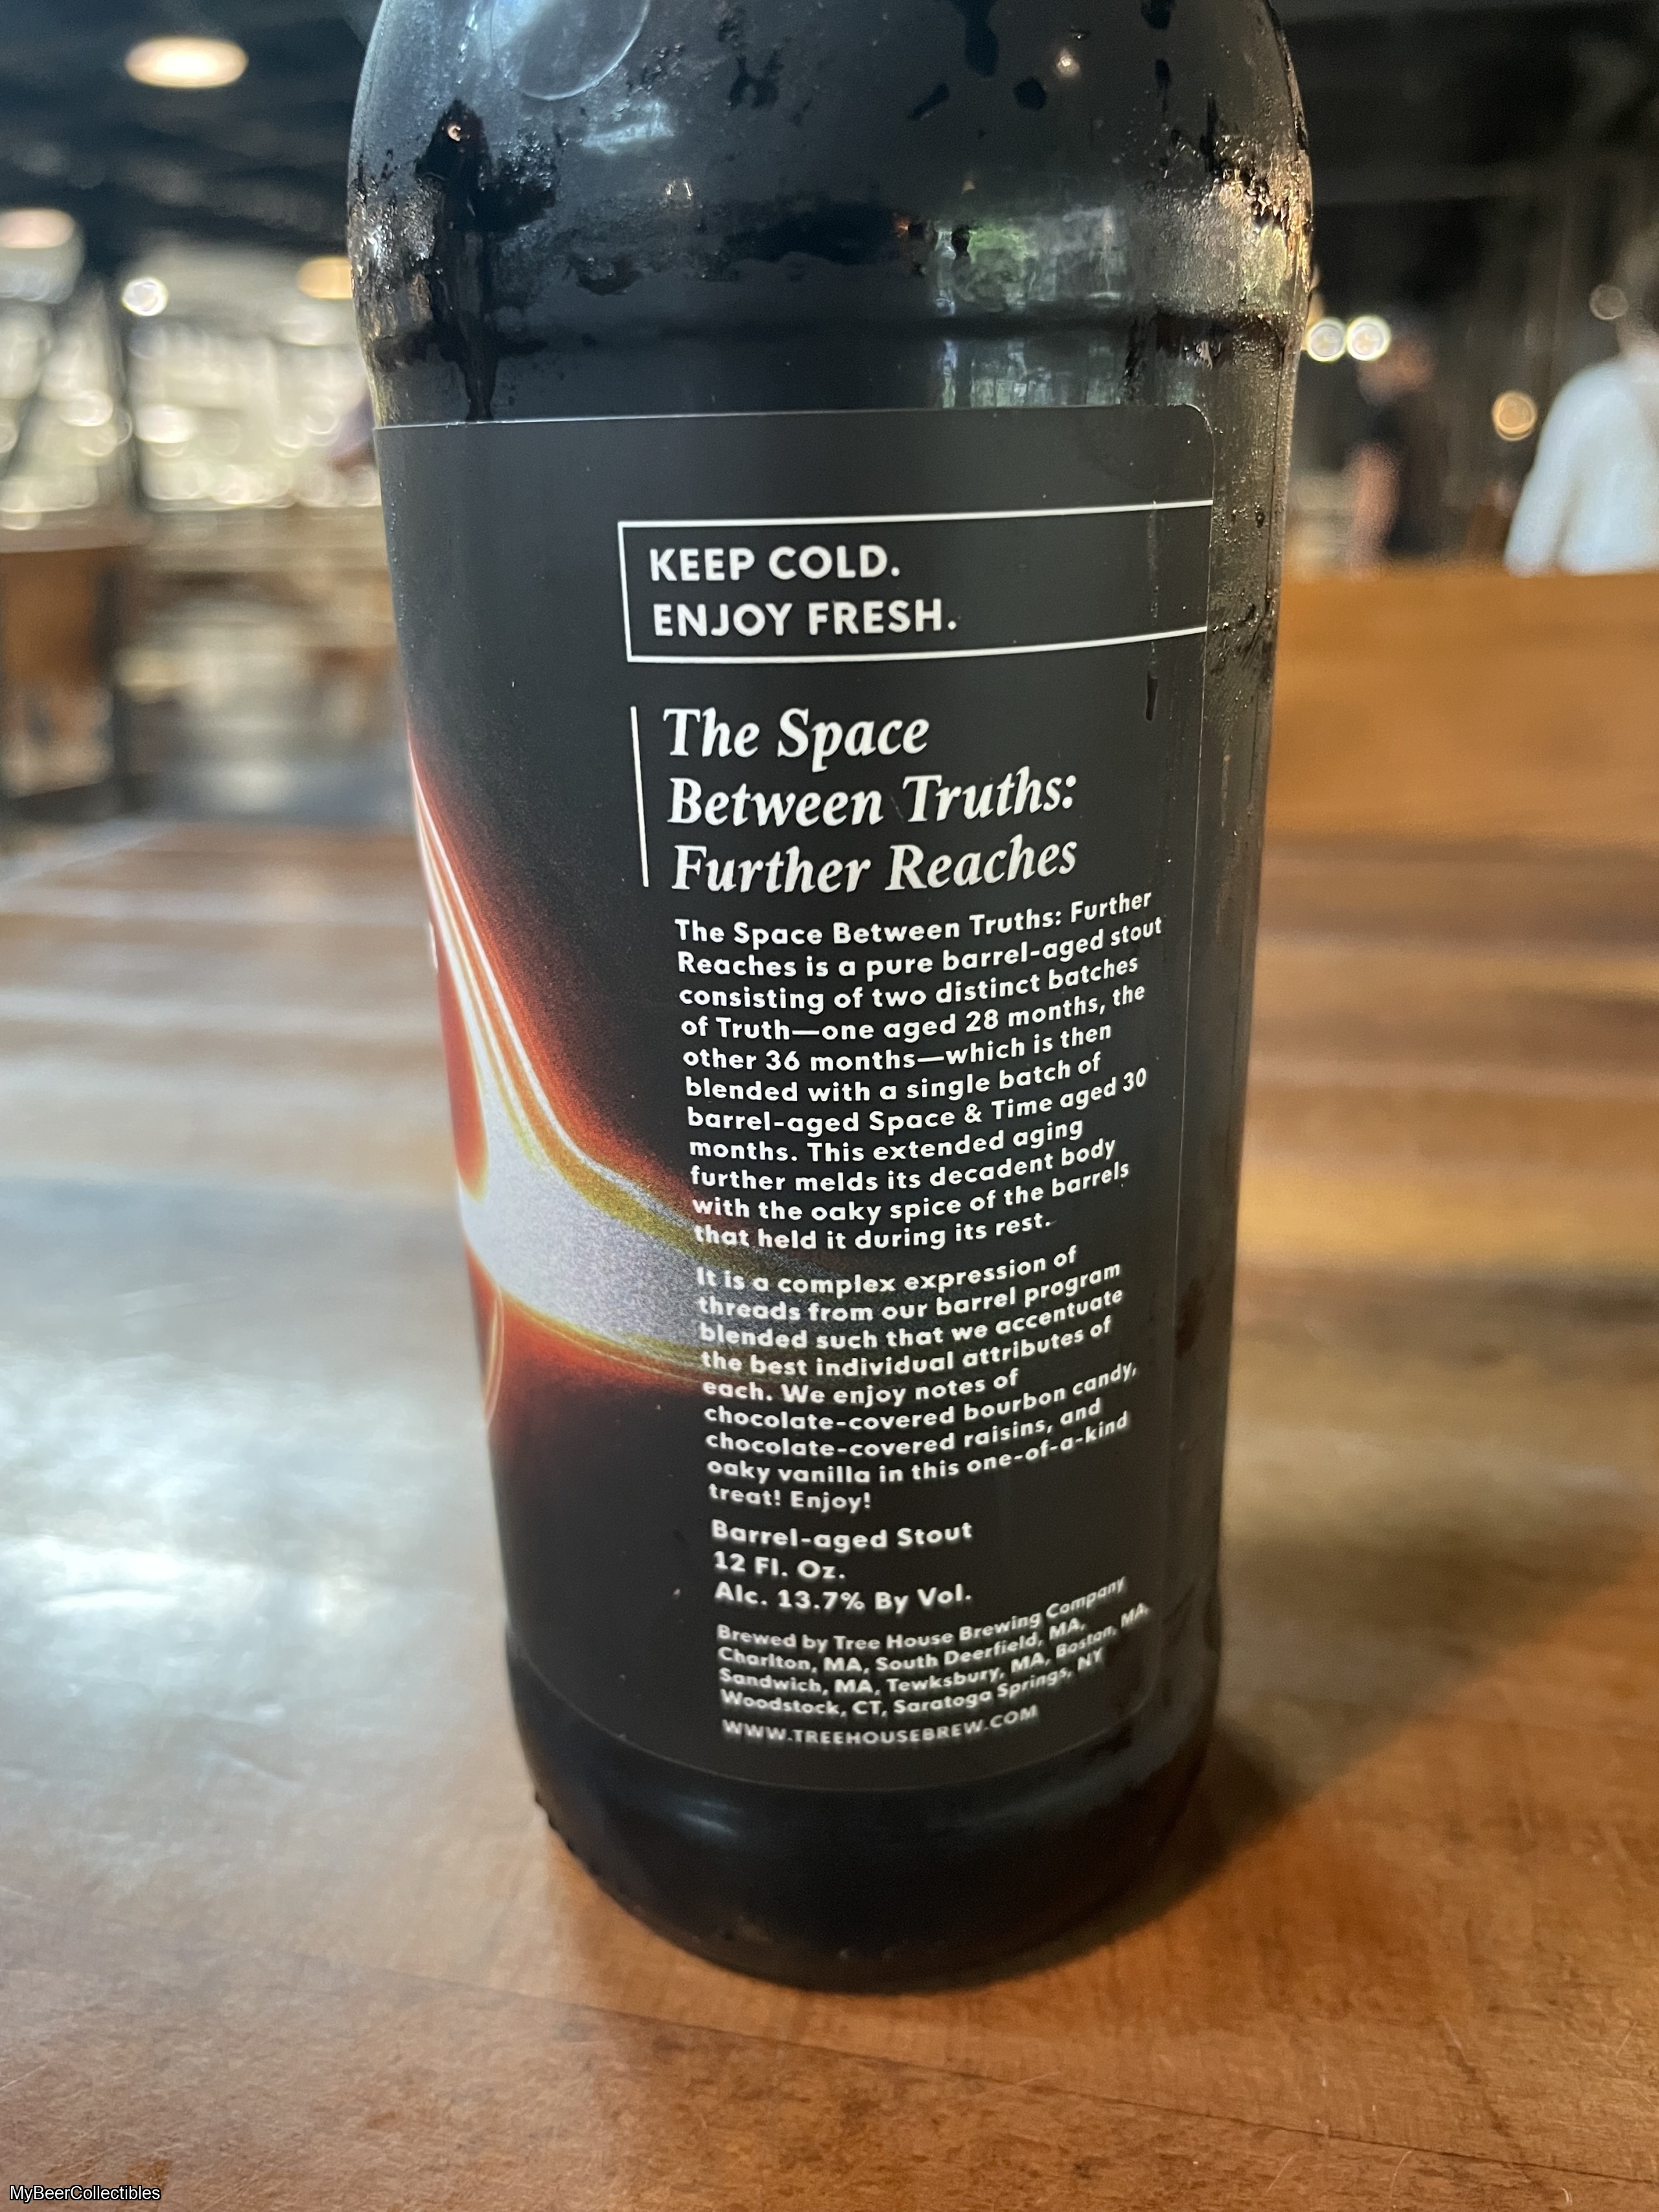 KEEP COLD.
ENJOY FRESH.
The Space
Between Truths:
Further Reaches
The Space Between Truths: Further
Reaches is a pure barrel-aged stout
consisting of two distinct batches
of Truth—one aged 28 months, the
other 36 months—which is then
blended with a single batch of
barrel-aged Space & Time aged 30
months. This extended aging
further melds its decadent body
with the oaky spice of the barrels
that held it during its rest.
It is a complex expression of
threads from our barrel program
blended such that we accentuate
the best individual attributes of
each. We enjoy notes of
chocolate-covered bourbon candy,
chocolate-covered raisins, and
oaky vanilla in this one-of-a-kind
treat! Enjoy!
Barrel-aged Stout
12 Fl. Oz.
Alc. 13.7% By Vol.
Brewed by Tree House Brewing Company
Charlton, MA, South Deerfield, MA,
Sandwich, MA, Tewksbury, MA, Boston, MA,
Woodstock, CT, Saratoga Springs, NY
WWW.TREEHOUSEBREW.COM
MyBeerCollectibles